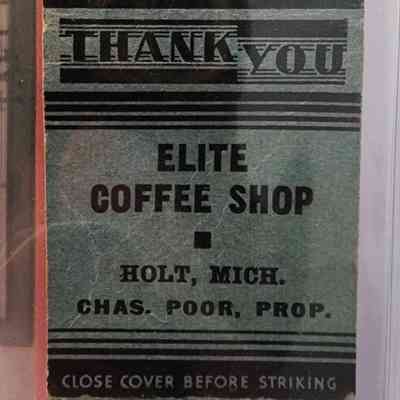 THANK YOU
ELITE
COFFEE SHOP
HOLT, MICH.
CHAS. POOR, PROP.
CLOSE COVER BEFORE STRIKING